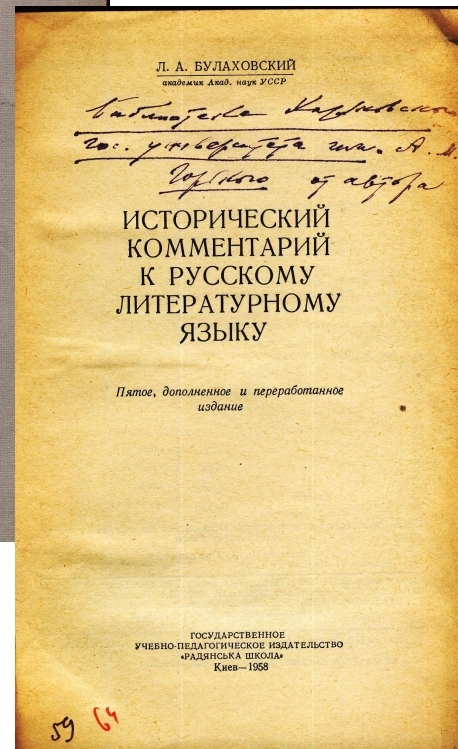 Л. А. БУЛАХОВСКИЙ
академик Акад. наук УССР
Библиотека Харьковского
гос. университета им. А. М.
Горького от автора
ИСТОРИЧЕСКИЙ
КОММЕНТАРИЙ
К РУССКОМУ
ЛИТЕРАТУРНОМУ
ЯЗЫКУ
Пятое, дополненное и переработанное
издание
ГОСУДАРСТВЕННОЕ
УЧЕБНО-ПЕДАГОГИЧЕСКОЕ ИЗДАТЕЛЬСТВО
«РАДЯНСЬКА ШКОЛА»
Киев—1958
59 64